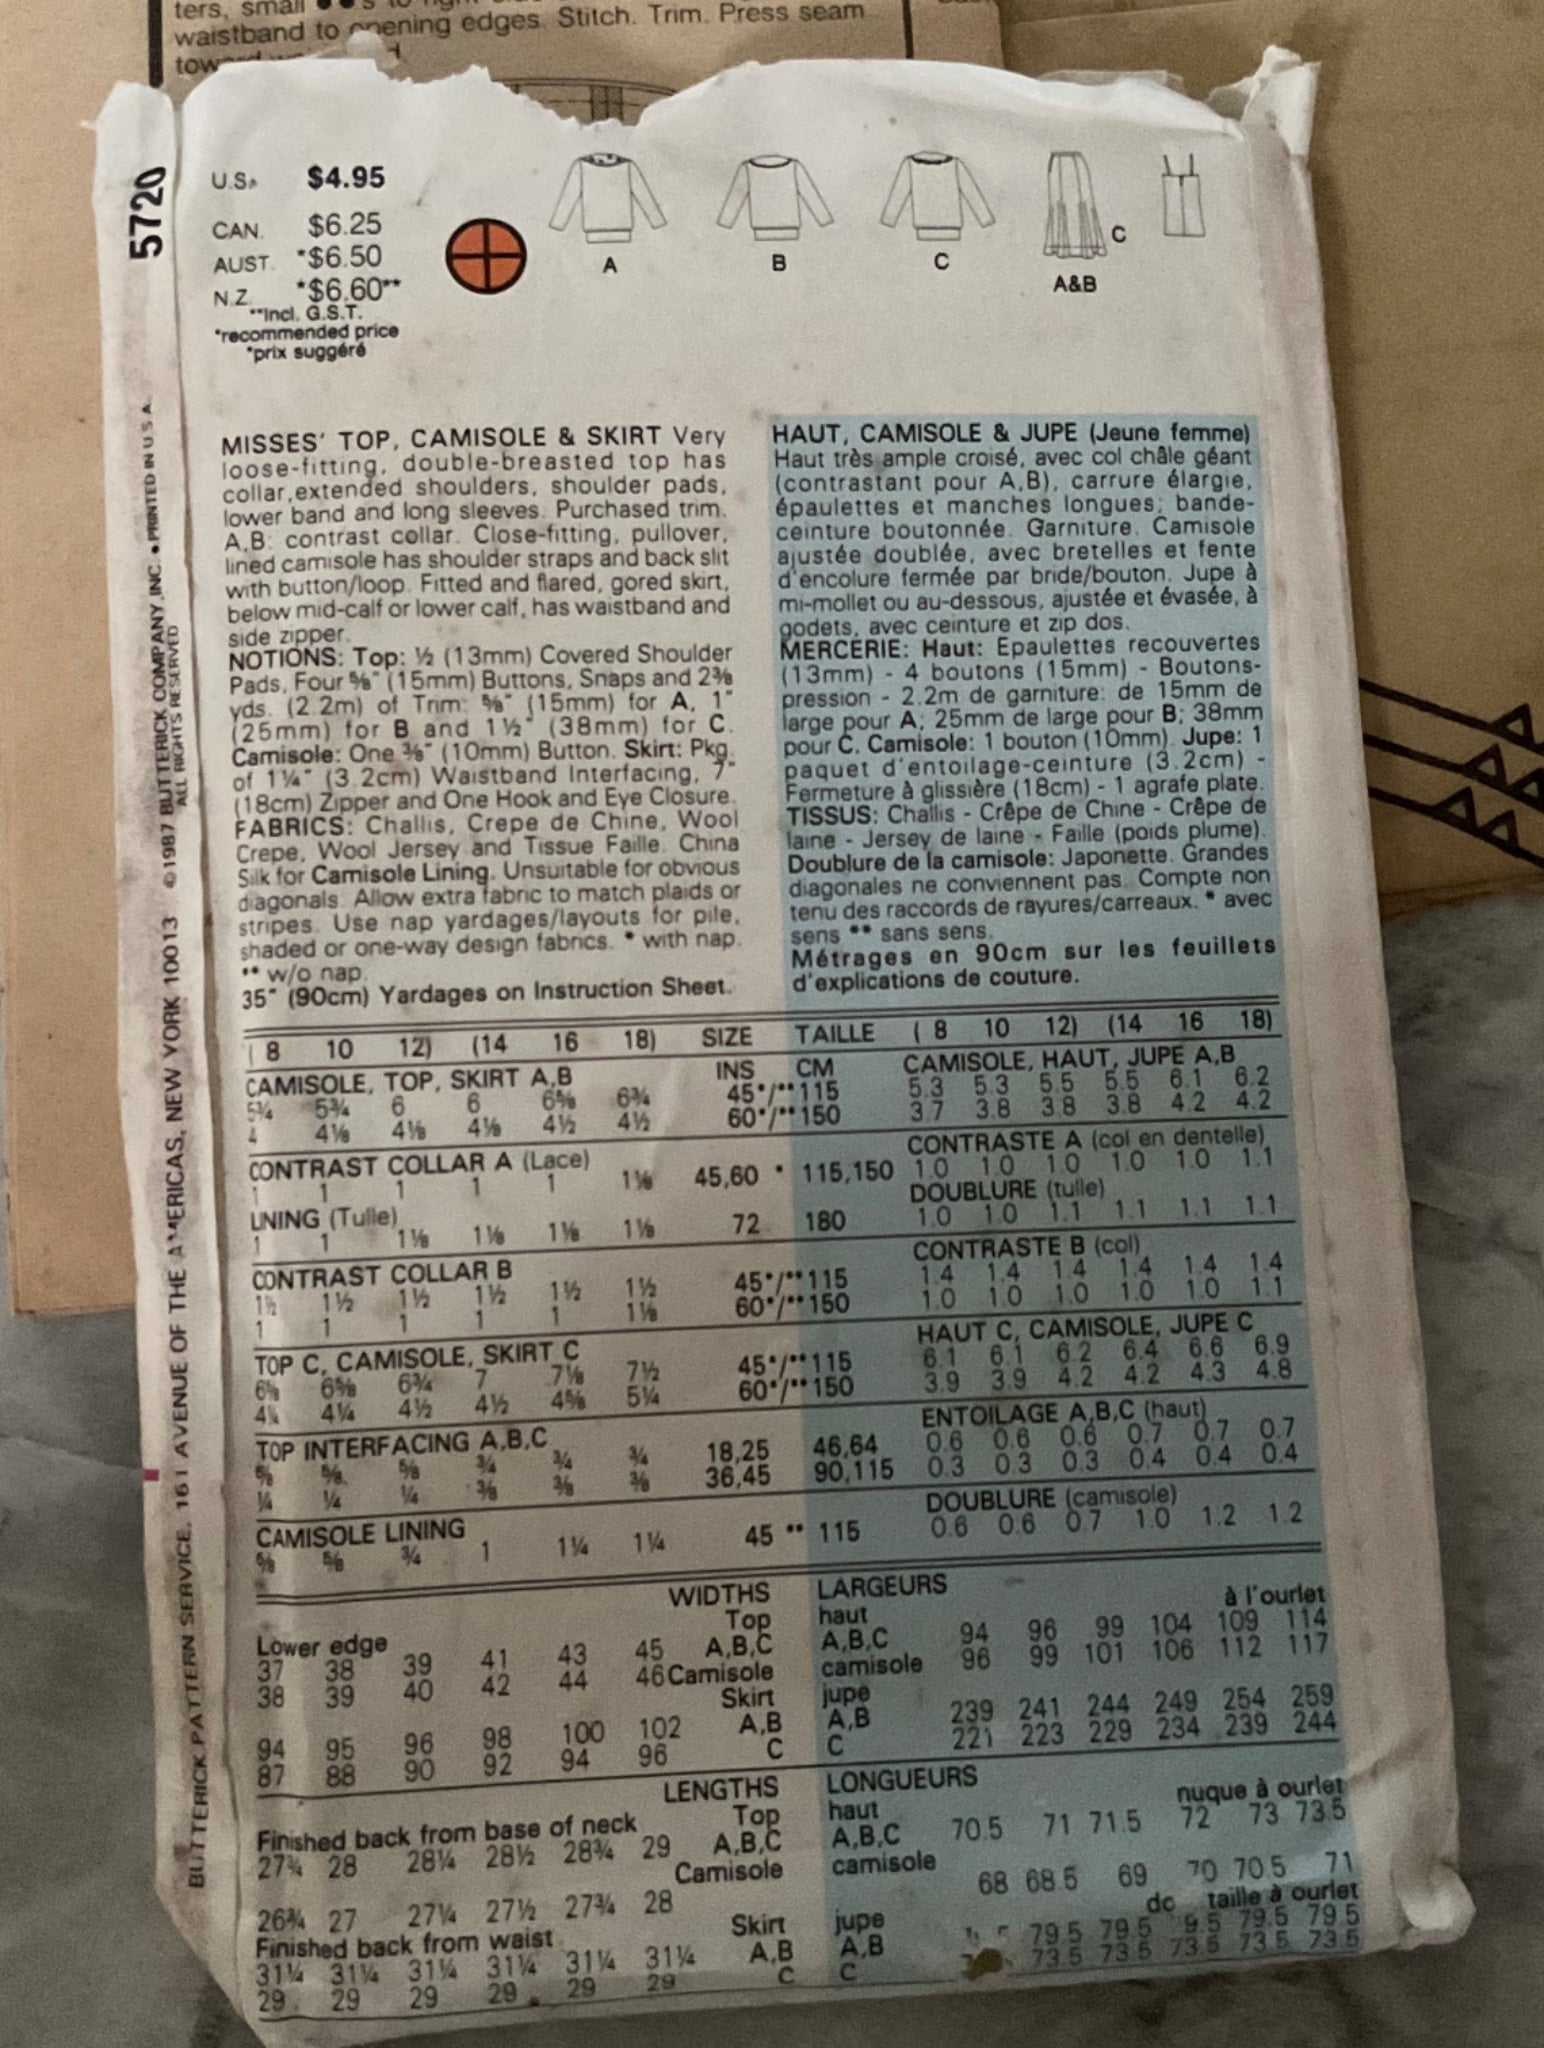 ters, small
waistband to opening edges. Stitch. Trim. Press seam
5720
BUTTERICK PATTERN SERVICE, 161 AVENUE OF THE AMERICAS, NEW YORK 10013 ©1987 BUTTERICK COMPANY, INC. • PRINTED IN U.S.A.
ALL RIGHTS RESERVED
U.S. $4.95
CAN. $6.25
AUST. *$6.50
N.Z. *$6.60**
**Incl. G.S.T.
*recommended price
*prix suggéré
A B C A&B C
MISSES' TOP, CAMISOLE & SKIRT Very
loose-fitting, double-breasted top has
collar,extended shoulders, shoulder pads,
lower band and long sleeves. Purchased trim.
A,B: contrast collar. Close-fitting, pullover,
lined camisole has shoulder straps and back slit
with button/loop. Fitted and flared, gored skirt,
below mid-calf or lower calf, has waistband and
side zipper.
NOTIONS: Top: ½ (13mm) Covered Shoulder
Pads, Four ⅝" (15mm) Buttons, Snaps and 2⅜
yds. (2.2m) of Trim: ⅝" (15mm) for A, 1"
(25mm) for B and 1½" (38mm) for C.
Camisole: One ⅜" (10mm) Button. Skirt: Pkg.
of 1¼" (3.2cm) Waistband Interfacing, 7"
(18cm) Zipper and One Hook and Eye Closure.
FABRICS: Challis, Crepe de Chine, Wool
Crepe, Wool Jersey and Tissue Faille. China
Silk for Camisole Lining. Unsuitable for obvious
diagonals. Allow extra fabric to match plaids or
stripes. Use nap yardages/layouts for pile,
shaded or one-way design fabrics. * with nap.
** w/o nap.
35" (90cm) Yardages on Instruction Sheet.
HAUT, CAMISOLE & JUPE (Jeune femme)
Haut très ample croisé, avec col châle géant
(contrastant pour A,B), carrure élargie,
épaulettes et manches longues; bande-
ceinture boutonnée. Garniture. Camisole
ajustée doublée, avec bretelles et fente
d'encolure fermée par bride/bouton. Jupe à
mi-mollet ou au-dessous, ajustée et évasée, à
godets, avec ceinture et zip dos.
MERCERIE: Haut: Epaulettes recouvertes
(13mm) - 4 boutons (15mm) - Boutons-
pression - 2.2m de garniture: de 15mm de
large pour A; 25mm de large pour B; 38mm
pour C. Camisole: 1 bouton (10mm). Jupe: 1
paquet d'entoilage-ceinture (3.2cm) -
Fermeture à glissière (18cm) - 1 agrafe plate.
TISSUS: Challis - Crêpe de Chine - Crêpe de
laine - Jersey de laine - Faille (poids plume).
Doublure de la camisole: Japonette. Grandes
diagonales ne conviennent pas. Compte non
tenu des raccords de rayures/carreaux. * avec
sens ** sans sens.
Métrages en 90cm sur les feuillets
d'explications de couture.
(8 10 12) (14 16 18) SIZE TAILLE (8 10 12) (14 16 18)
CAMISOLE, TOP, SKIRT A,B INS CM CAMISOLE, HAUT, JUPE A,B
5¾ 5¾ 6 6 6⅝ 6¾ 45*/**115 5.3 5.3 5.5 5.5 6.1 6.2
4 4⅛ 4⅛ 4⅛ 4½ 4½ 60*/**150 3.7 3.8 3.8 3.8 4.2 4.2
CONTRAST COLLAR A (Lace) CONTRASTE A (col en dentelle)
1 1 1 1 1 1⅛ 45,60 * 115,150 1.0 1.0 1.0 1.0 1.0 1.1
LINING (Tulle) DOUBLURE (tulle)
1 1 1⅛ 1⅛ 1⅛ 1⅛ 72 180 1.0 1.0 1.1 1.1 1.1 1.1
CONTRAST COLLAR B CONTRASTE B (col)
1½ 1½ 1½ 1½ 1½ 1½ 45*/**115 1.4 1.4 1.4 1.4 1.4 1.4
1 1 1 1 1 1⅛ 60*/**150 1.0 1.0 1.0 1.0 1.0 1.1
TOP C, CAMISOLE, SKIRT C HAUT C, CAMISOLE, JUPE C
6⅝ 6⅝ 6¾ 7 7⅛ 7½ 45*/**115 6.1 6.1 6.2 6.4 6.6 6.9
4¼ 4¼ 4½ 4½ 4⅝ 5¼ 60*/**150 3.9 3.9 4.2 4.2 4.3 4.8
TOP INTERFACING A,B,C ENTOILAGE A,B,C (haut)
⅝ ⅝ ⅝ ¾ ¾ ¾ 18,25 46,64 0.6 0.6 0.6 0.7 0.7 0.7
¼ ¼ ¼ ⅜ ⅜ ⅜ 36,45 90,115 0.3 0.3 0.3 0.4 0.4 0.4
CAMISOLE LINING DOUBLURE (camisole)
⅝ ⅝ ¾ 1 1¼ 1¼ 45 ** 115 0.6 0.6 0.7 1.0 1.2 1.2
WIDTHS LARGEURS
Lower edge Top haut à l'ourlet
37 38 39 41 43 45 A,B,C A,B,C 94 96 99 104 109 114
38 39 40 42 44 46 Camisole camisole 96 99 101 106 112 117
Skirt jupe
94 95 96 98 100 102 A,B A,B 239 241 244 249 254 259
87 88 90 92 94 96 C C 221 223 229 234 239 244
LENGTHS LONGUEURS
Finished back from base of neck Top haut nuque à ourlet
27¾ 28 28¼ 28½ 28¾ 29 A,B,C A,B,C 70.5 71 71.5 72 73 73.5
Camisole camisole
26¾ 27 27¼ 27½ 27¾ 28 68 68.5 69 70 70.5 71
Finished back from waist Skirt jupe taille à ourlet
31¼ 31¼ 31¼ 31¼ 31¼ 31¼ A,B A,B 79.5 79.5 9.5 79.5 79.5
29 29 29 29 29 29 C C 73.5 73.5 73.5 73.5 73.5